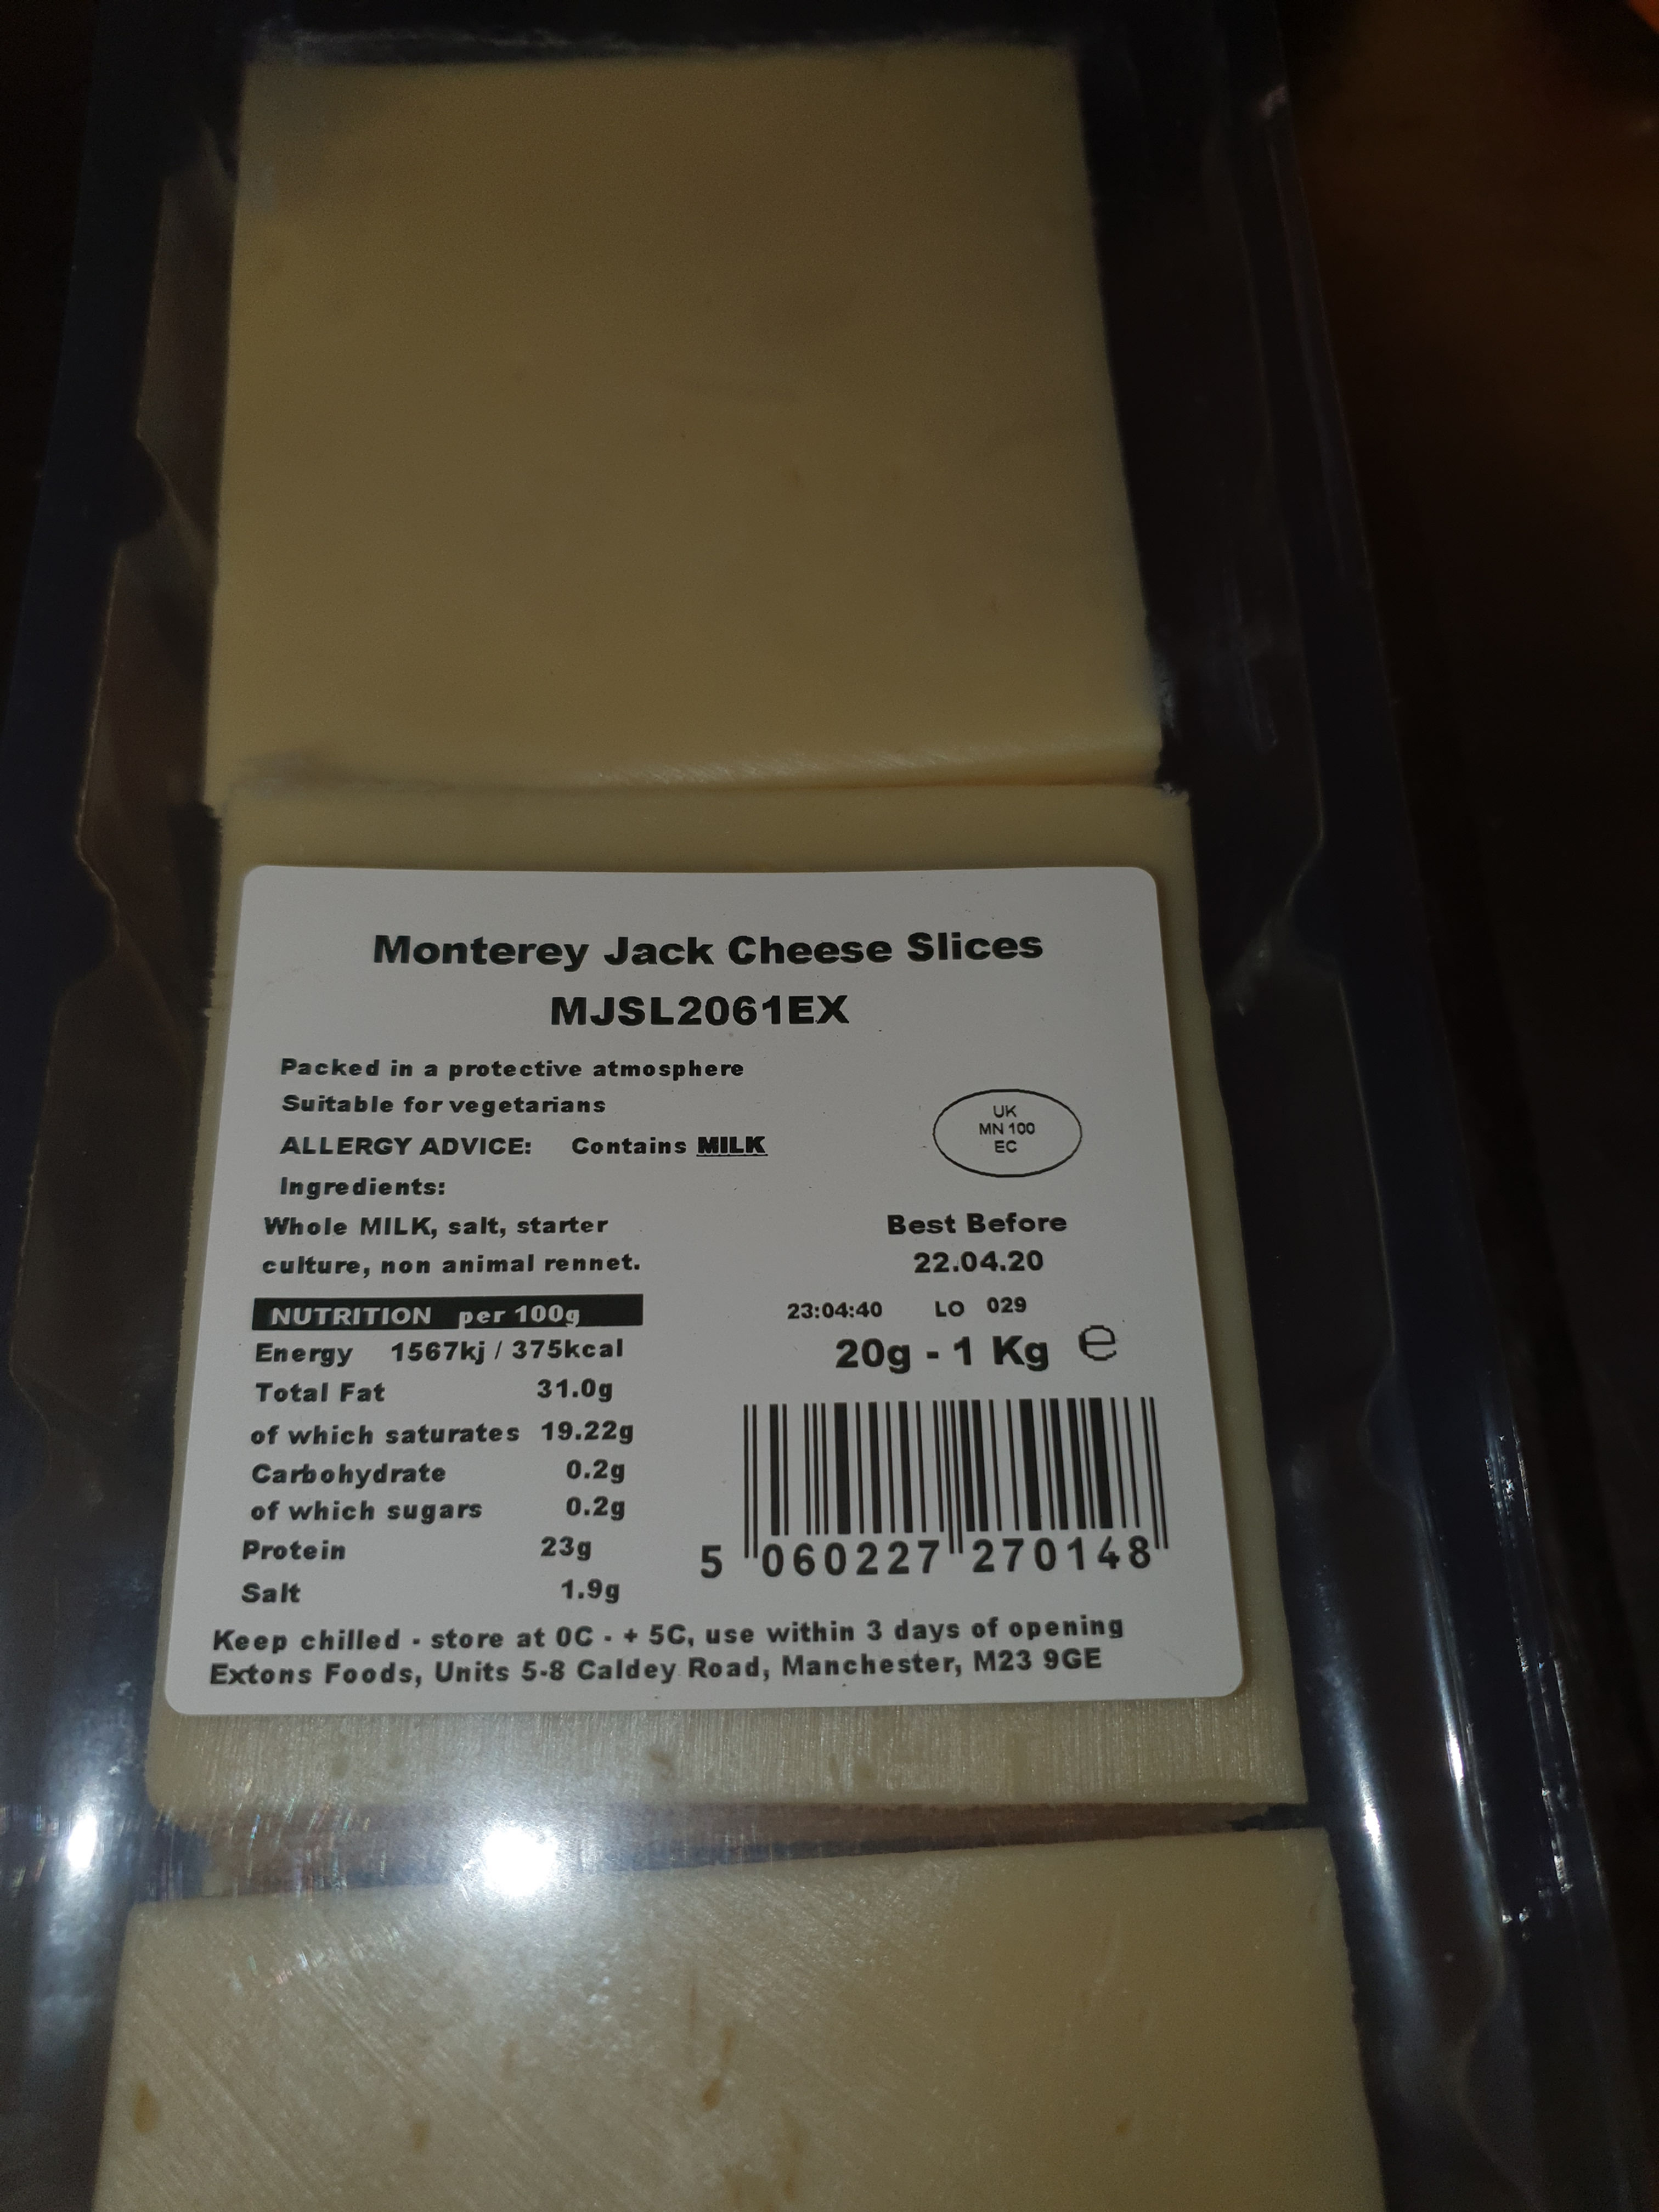 Monterey Jack Cheese Slices
MJSL2061EX
Packed in a protective atmosphere
Suitable for vegetarians
ALLERGY ADVICE: Contains MILK
Ingredients:
Whole MILK, salt, starter
culture, non animal rennet.
UK
MN 100
EC
Best Before
22.04.20
23:04:40 LO 029
20g - 1 Kg e
NUTRITION per 100g
Energy 1567kj / 375kcal
Total Fat 31.0g
of which saturates 19.22g
Carbohydrate 0.2g
of which sugars 0.2g
Protein 23g
Salt 1.9g
5 060227 270148
Keep chilled - store at 0C - + 5C, use within 3 days of opening
Extons Foods, Units 5-8 Caldey Road, Manchester, M23 9GE